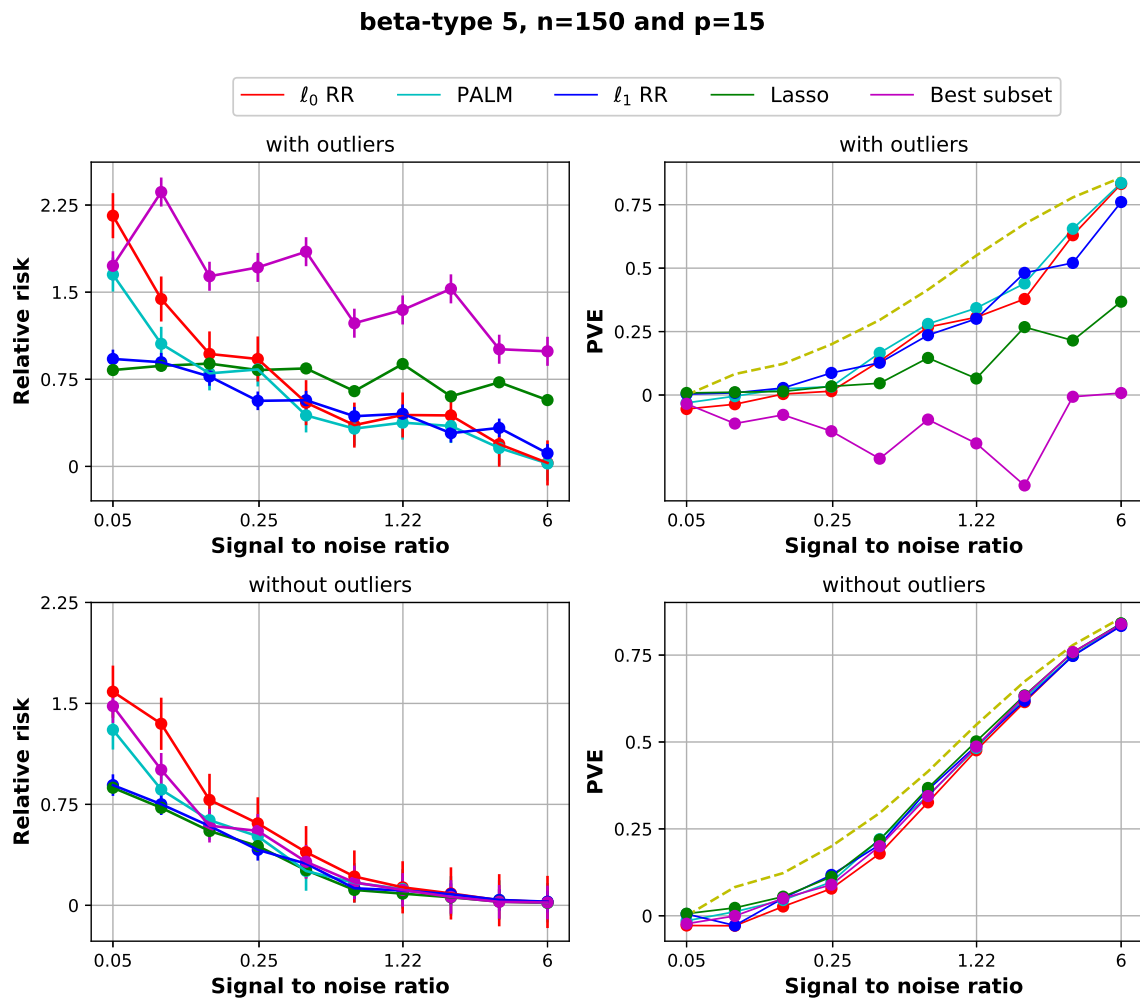 beta-type 5, n=150 and p=15
ℓ₀ RR PALM ℓ₁ RR Lasso Best subset
with outliers
Relative risk
2.25
1.5
0.75
0
0.05 0.25 1.22 6
Signal to noise ratio
with outliers
PVE
0.75
0.5
0.25
0
0.05 0.25 1.22 6
Signal to noise ratio
without outliers
Relative risk
2.25
1.5
0.75
0
0.05 0.25 1.22 6
Signal to noise ratio
without outliers
PVE
0.75
0.5
0.25
0
0.05 0.25 1.22 6
Signal to noise ratio